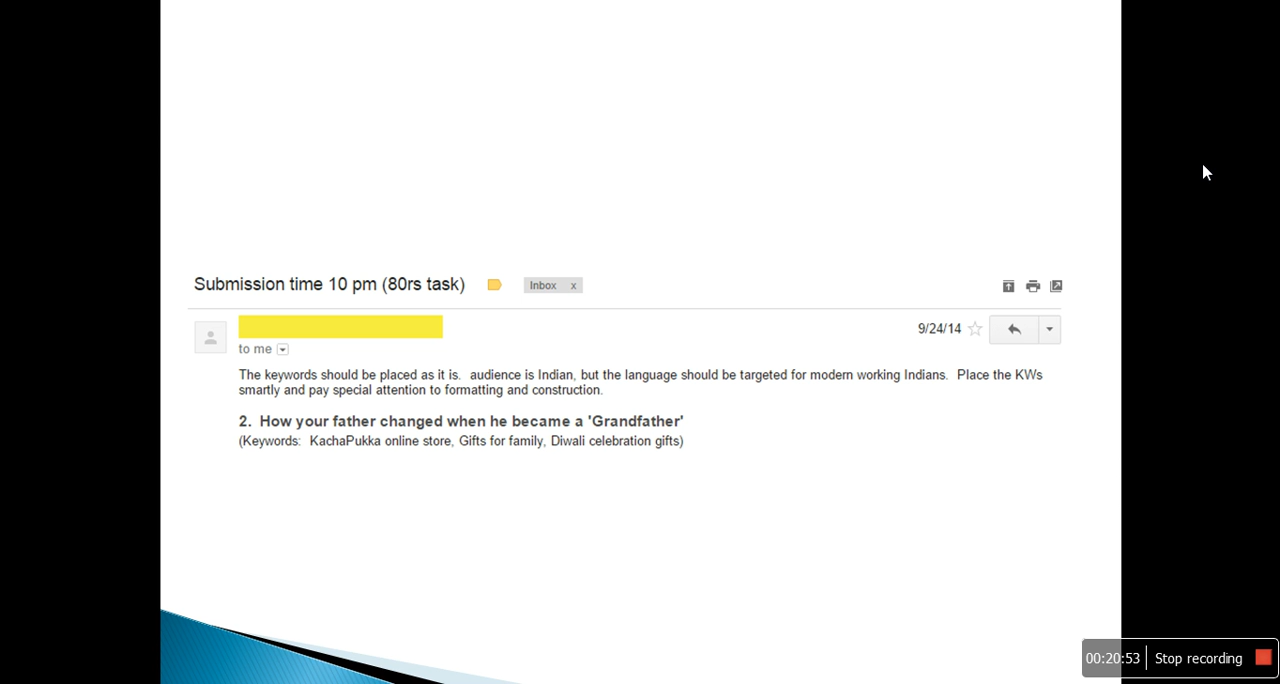 Submission time 10 pm (80rs task)
Inbox x
9/24/14
to me
The keywords should be placed as it is.  audience is Indian, but the language should be targeted for modern working Indians.  Place the KWs
smartly and pay special attention to formatting and construction.
2.  How your father changed when he became a 'Grandfather'
(Keywords:  KachaPukka online store, Gifts for family, Diwali celebration gifts)
00:20:53 Stop recording